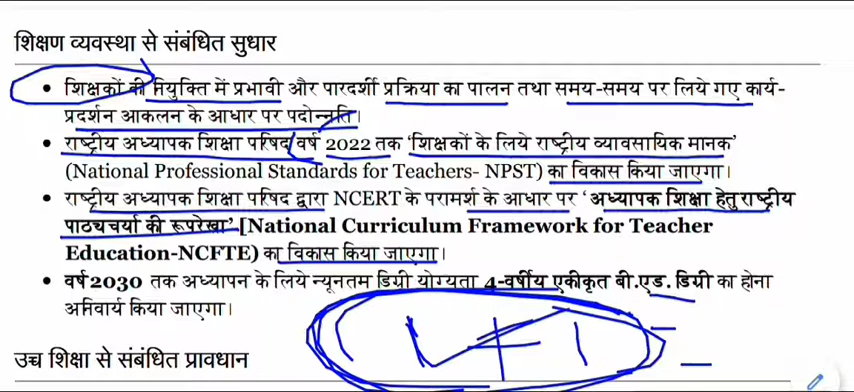 शिक्षण व्यवस्था से संबंधित सुधार
• शिक्षकों की नियुक्ति में प्रभावी और पारदर्शी प्रक्रिया का पालन तथा समय-समय पर लिये गए कार्य-
प्रदर्शन आकलन के आधार पर पदोन्नति।
• राष्ट्रीय अध्यापक शिक्षा परिषद वर्ष 2022 तक ‘शिक्षकों के लिये राष्ट्रीय व्यावसायिक मानक’
(National Professional Standards for Teachers- NPST) का विकास किया जाएगा।
• राष्ट्रीय अध्यापक शिक्षा परिषद द्वारा NCERT के परामर्श के आधार पर ‘अध्यापक शिक्षा हेतु राष्ट्रीय
पाठ्यचर्या की रूपरेखा’ [National Curriculum Framework for Teacher
Education-NCFTE) का विकास किया जाएगा।
• वर्ष 2030 तक अध्यापन के लिये न्यूनतम डिग्री योग्यता 4-वर्षीय एकीकृत बी.एड. डिग्री का होना
अनिवार्य किया जाएगा।
उच्च शिक्षा से संबंधित प्रावधान